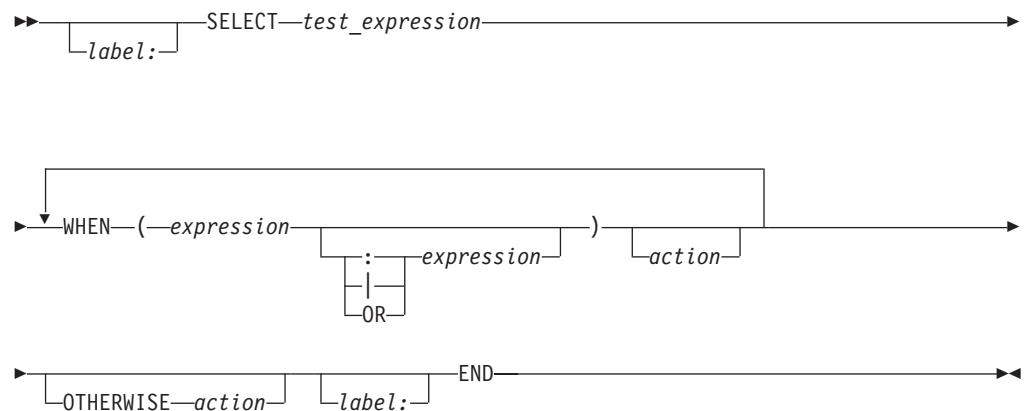 SELECT test_expression
label:
WHEN ( expression )
: expression action
|
OR
END
OTHERWISE action label: